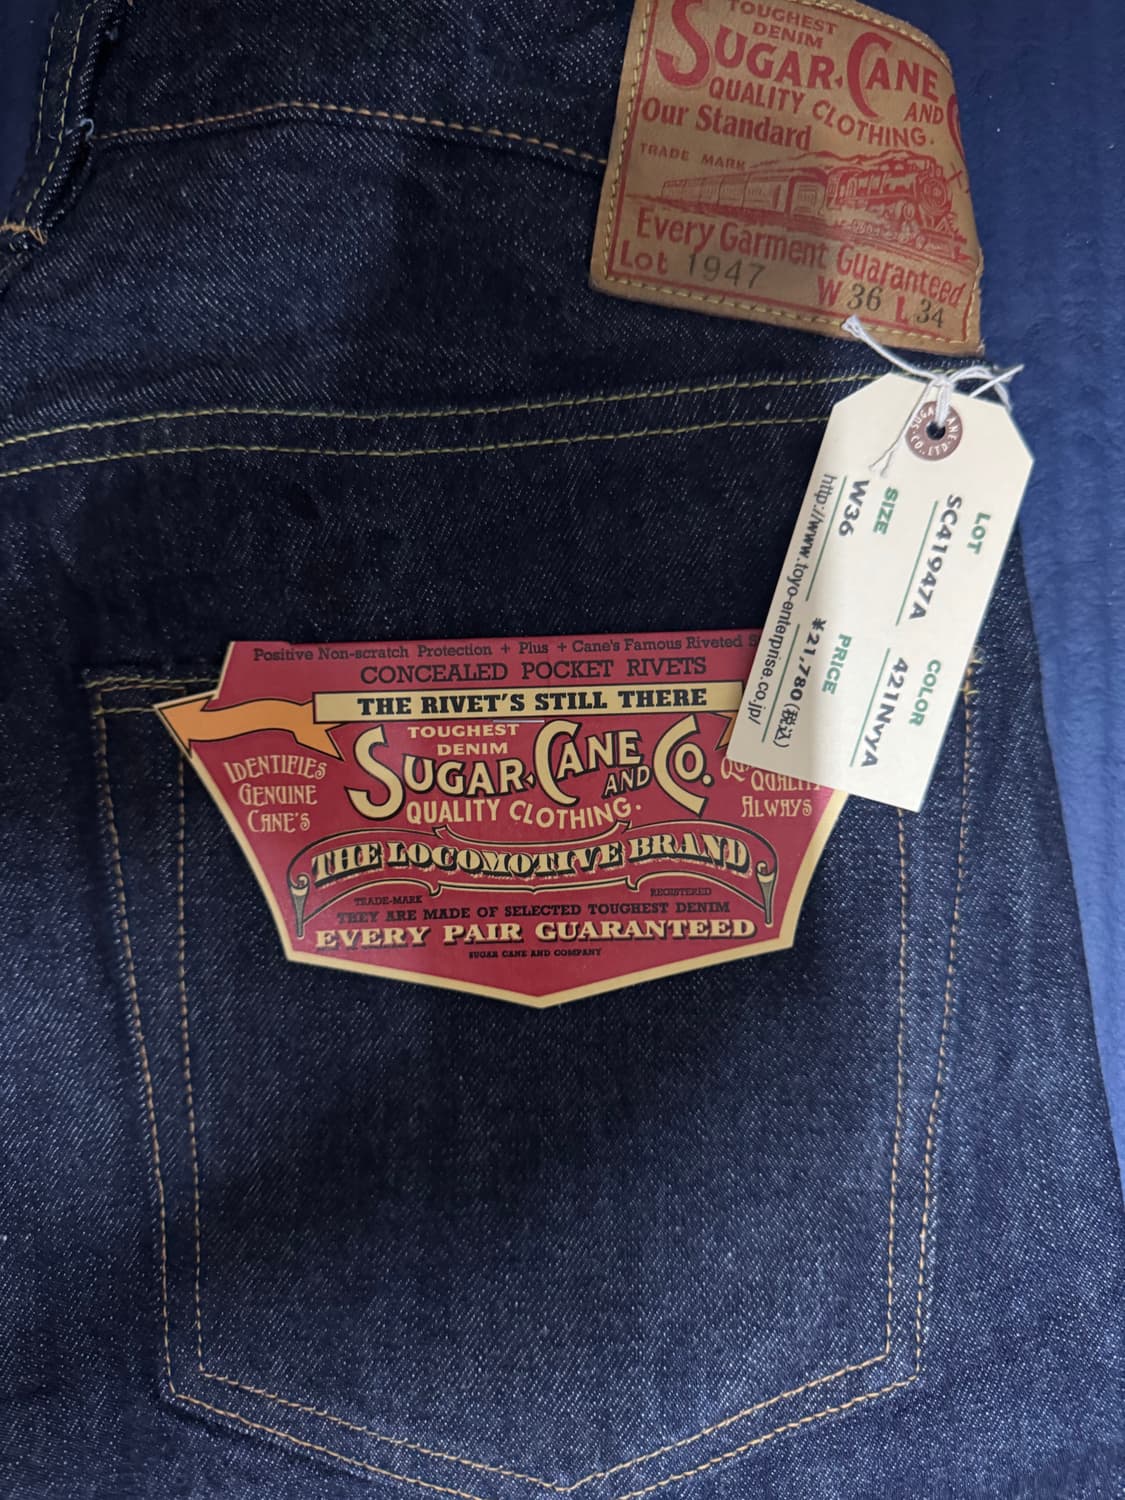 TOUGHEST
DENIM
SUGAR CANE
AND
QUALITY CLOTHING.
Our Standard
TRADE MARK
Every Garment Guaranteed
Lot 1947
W 36 L 34
LOT
SC41947A
COLOR
421NVYA
SIZE
W36
PRICE
¥21,780(税込)
http://www.toyo-enterprise.co.jp/
Positive Non-scratch Protection + Plus + Cane's Famous Riveted
CONCEALED POCKET RIVETS
THE RIVET'S STILL THERE
TOUGHEST
DENIM
SUGAR CANE AND CO.
QUALITY CLOTHING.
IDENTIFIES
GENUINE
CANE'S
QUALITY
ALWAYS
THE LOCOMOTIVE BRAND
TRADE-MARK REGISTERED
THEY ARE MADE OF SELECTED TOUGHEST DENIM
EVERY PAIR GUARANTEED
SUGAR CANE AND COMPANY